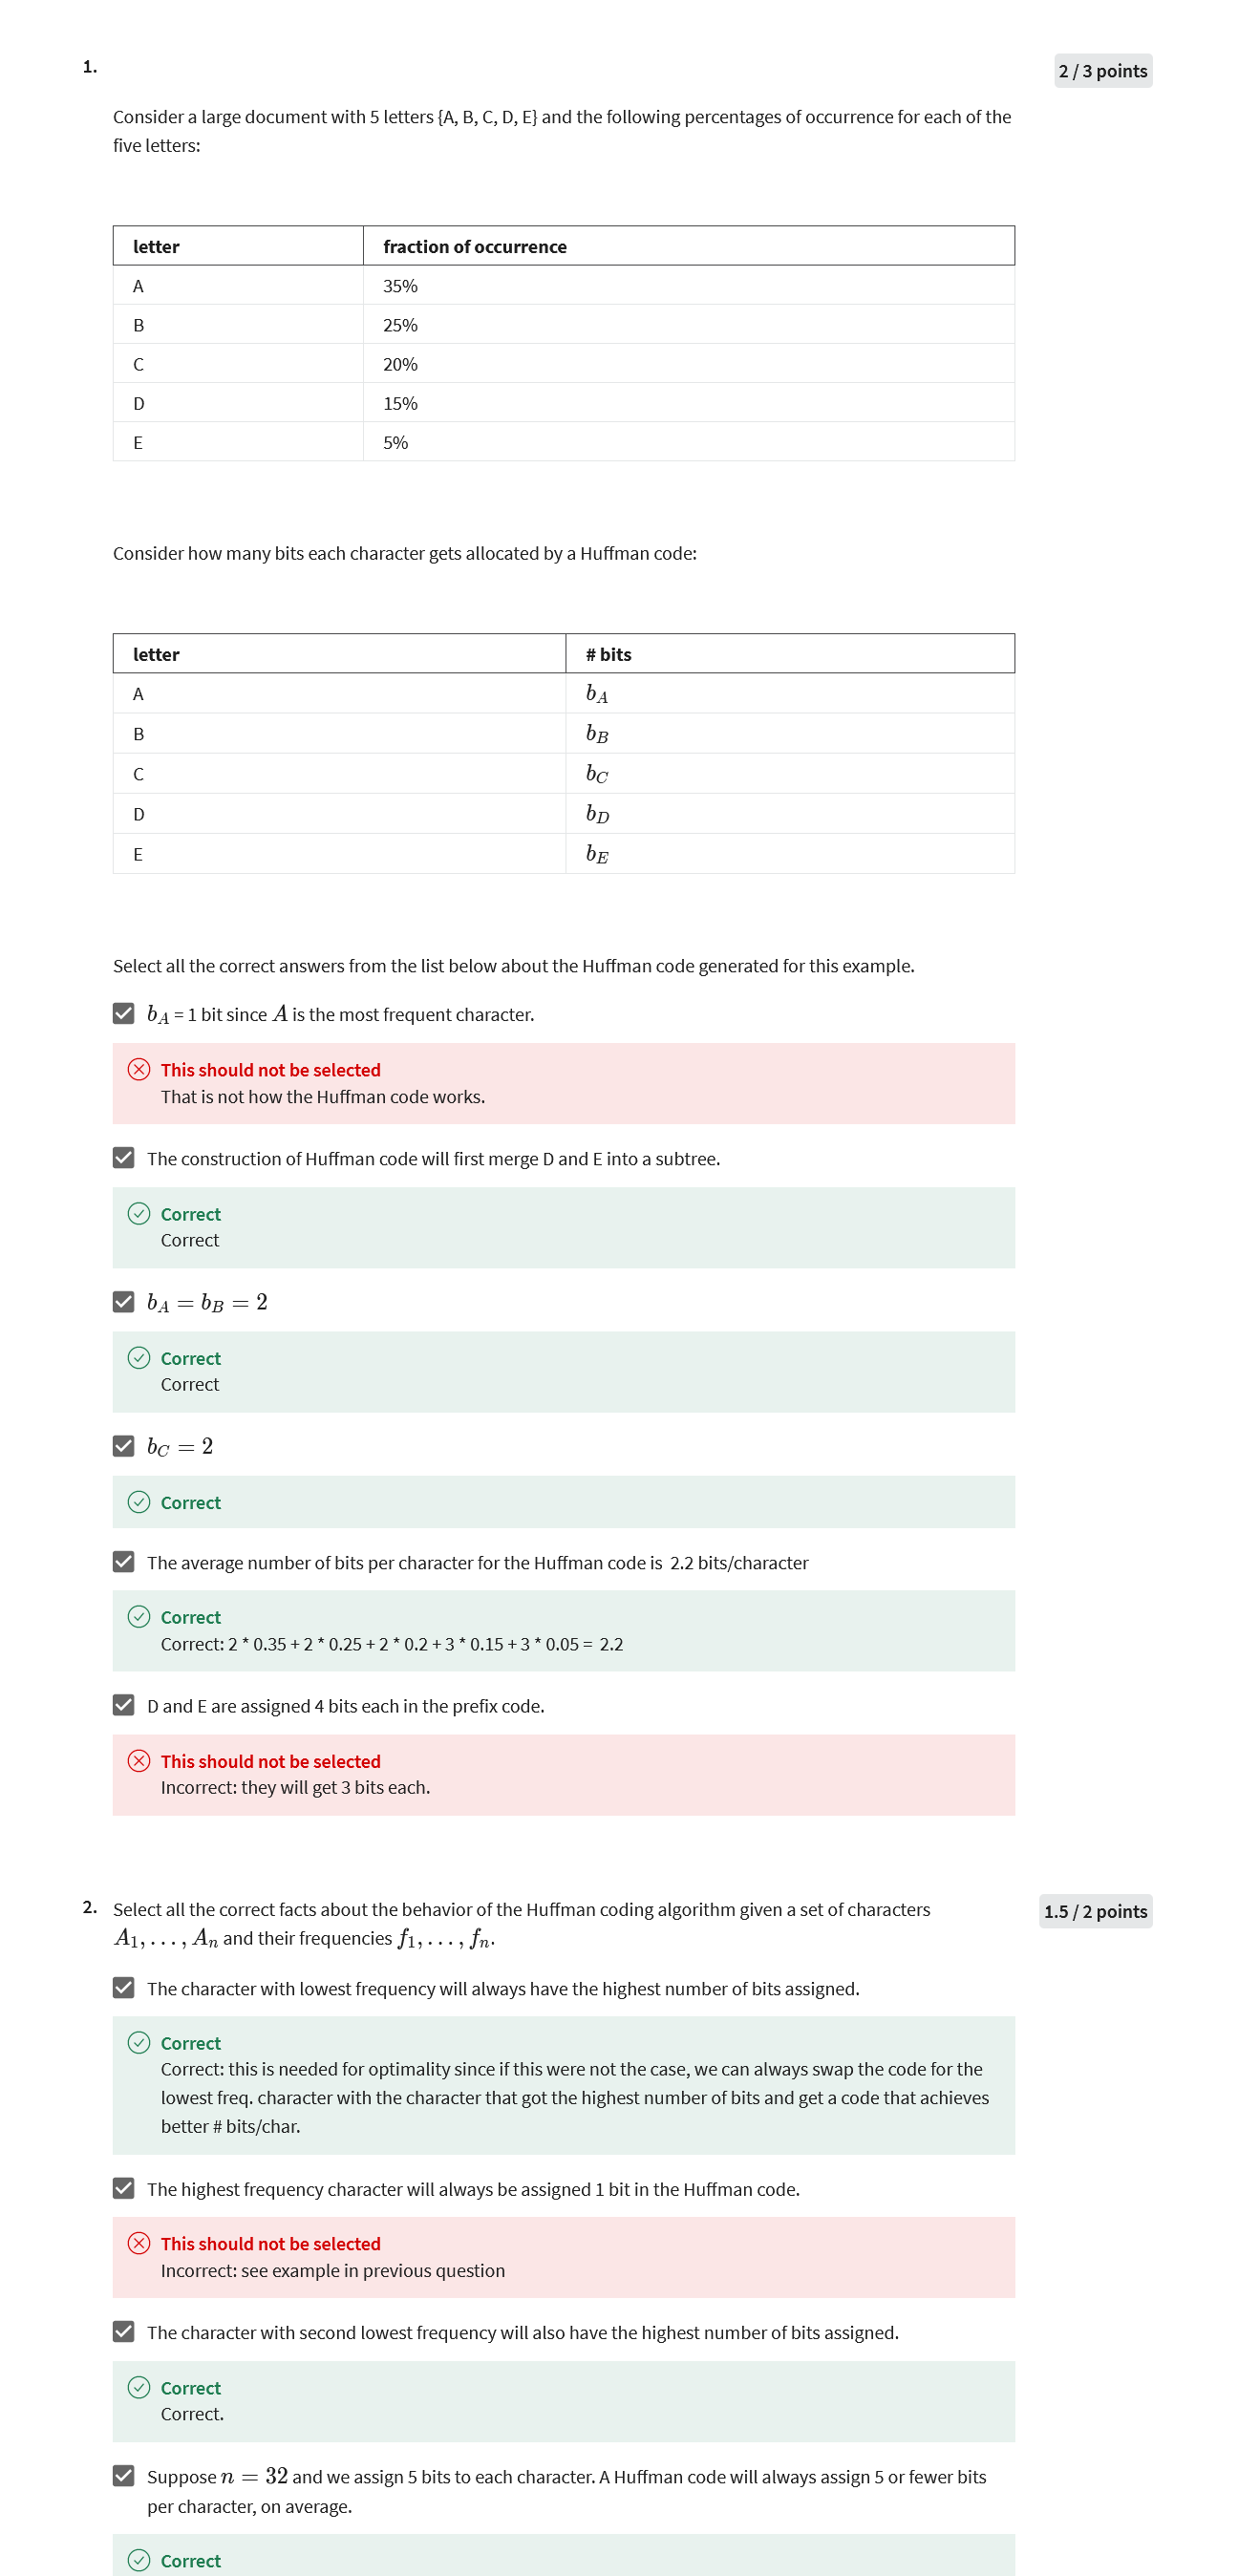 1.
2 / 3 points
Consider a large document with 5 letters {A, B, C, D, E} and the following percentages of occurrence for each of the
five letters:
letter fraction of occurrence
A 35%
B 25%
C 20%
D 15%
E 5%
Consider how many bits each character gets allocated by a Huffman code:
letter # bits
A b_A
B b_B
C b_C
D b_D
E b_E
Select all the correct answers from the list below about the Huffman code generated for this example.
b_A = 1 bit since A is the most frequent character.
This should not be selected
That is not how the Huffman code works.
The construction of Huffman code will first merge D and E into a subtree.
Correct
Correct
b_A = b_B = 2
Correct
Correct
b_C = 2
Correct
The average number of bits per character for the Huffman code is 2.2 bits/character
Correct
Correct: 2 * 0.35 + 2 * 0.25 + 2 * 0.2 + 3 * 0.15 + 3 * 0.05 = 2.2
D and E are assigned 4 bits each in the prefix code.
This should not be selected
Incorrect: they will get 3 bits each.
2. Select all the correct facts about the behavior of the Huffman coding algorithm given a set of characters
1.5 / 2 points
A_1, . . . , A_n and their frequencies f_1, . . . , f_n.
The character with lowest frequency will always have the highest number of bits assigned.
Correct
Correct: this is needed for optimality since if this were not the case, we can always swap the code for the
lowest freq. character with the character that got the highest number of bits and get a code that achieves
better # bits/char.
The highest frequency character will always be assigned 1 bit in the Huffman code.
This should not be selected
Incorrect: see example in previous question
The character with second lowest frequency will also have the highest number of bits assigned.
Correct
Correct.
Suppose n = 32 and we assign 5 bits to each character. A Huffman code will always assign 5 or fewer bits
per character, on average.
Correct